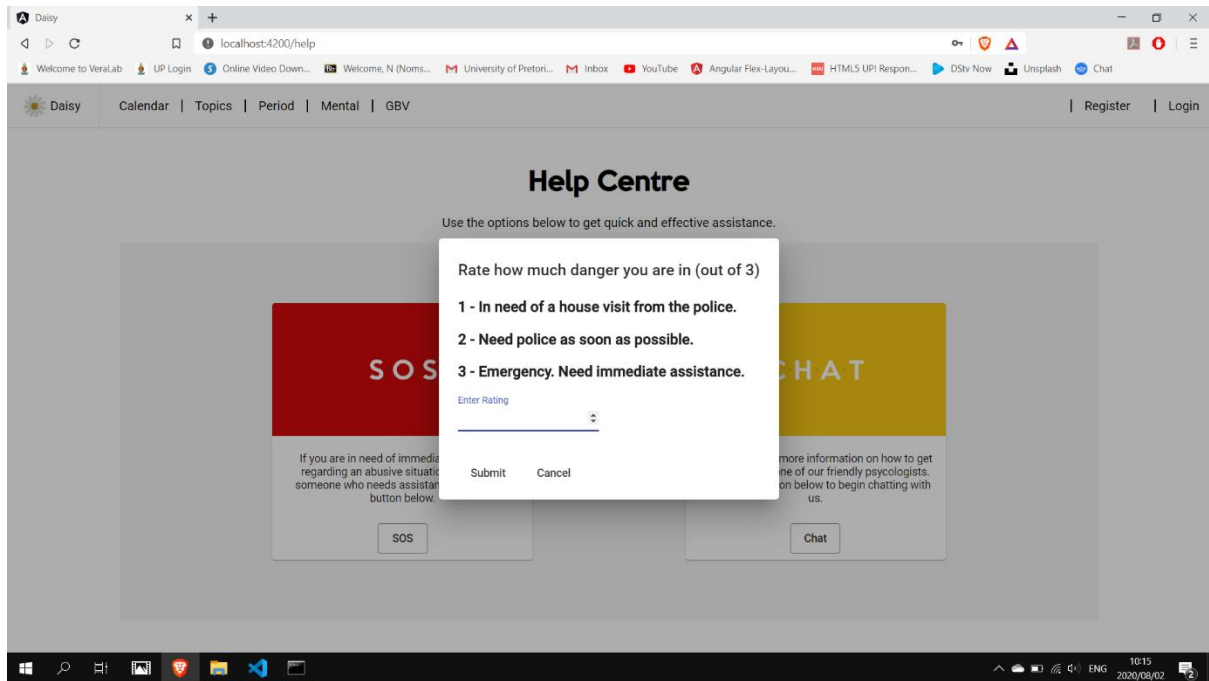 Daisy
localhost:4200/help
Welcome to VeraLab UP Login Online Video Down... Welcome, N (Noms... University of Pretori... Inbox YouTube Angular Flex-Layou... HTML5 UP! Respon... DStv Now Unsplash Chat
Daisy Calendar | Topics | Period | Mental | GBV | Register | Login
Help Centre
Use the options below to get quick and effective assistance.
Rate how much danger you are in (out of 3)
1 - In need of a house visit from the police.
2 - Need police as soon as possible.
3 - Emergency. Need immediate assistance.
Enter Rating
Submit Cancel
SOS
If you are in need of
regarding an abusive
someone who needs
button below.
SOS
CHAT
more information on how to get
of our friendly psycologists.
below to begin chatting with
us.
Chat
ENG
10:15
2020/08/02
2